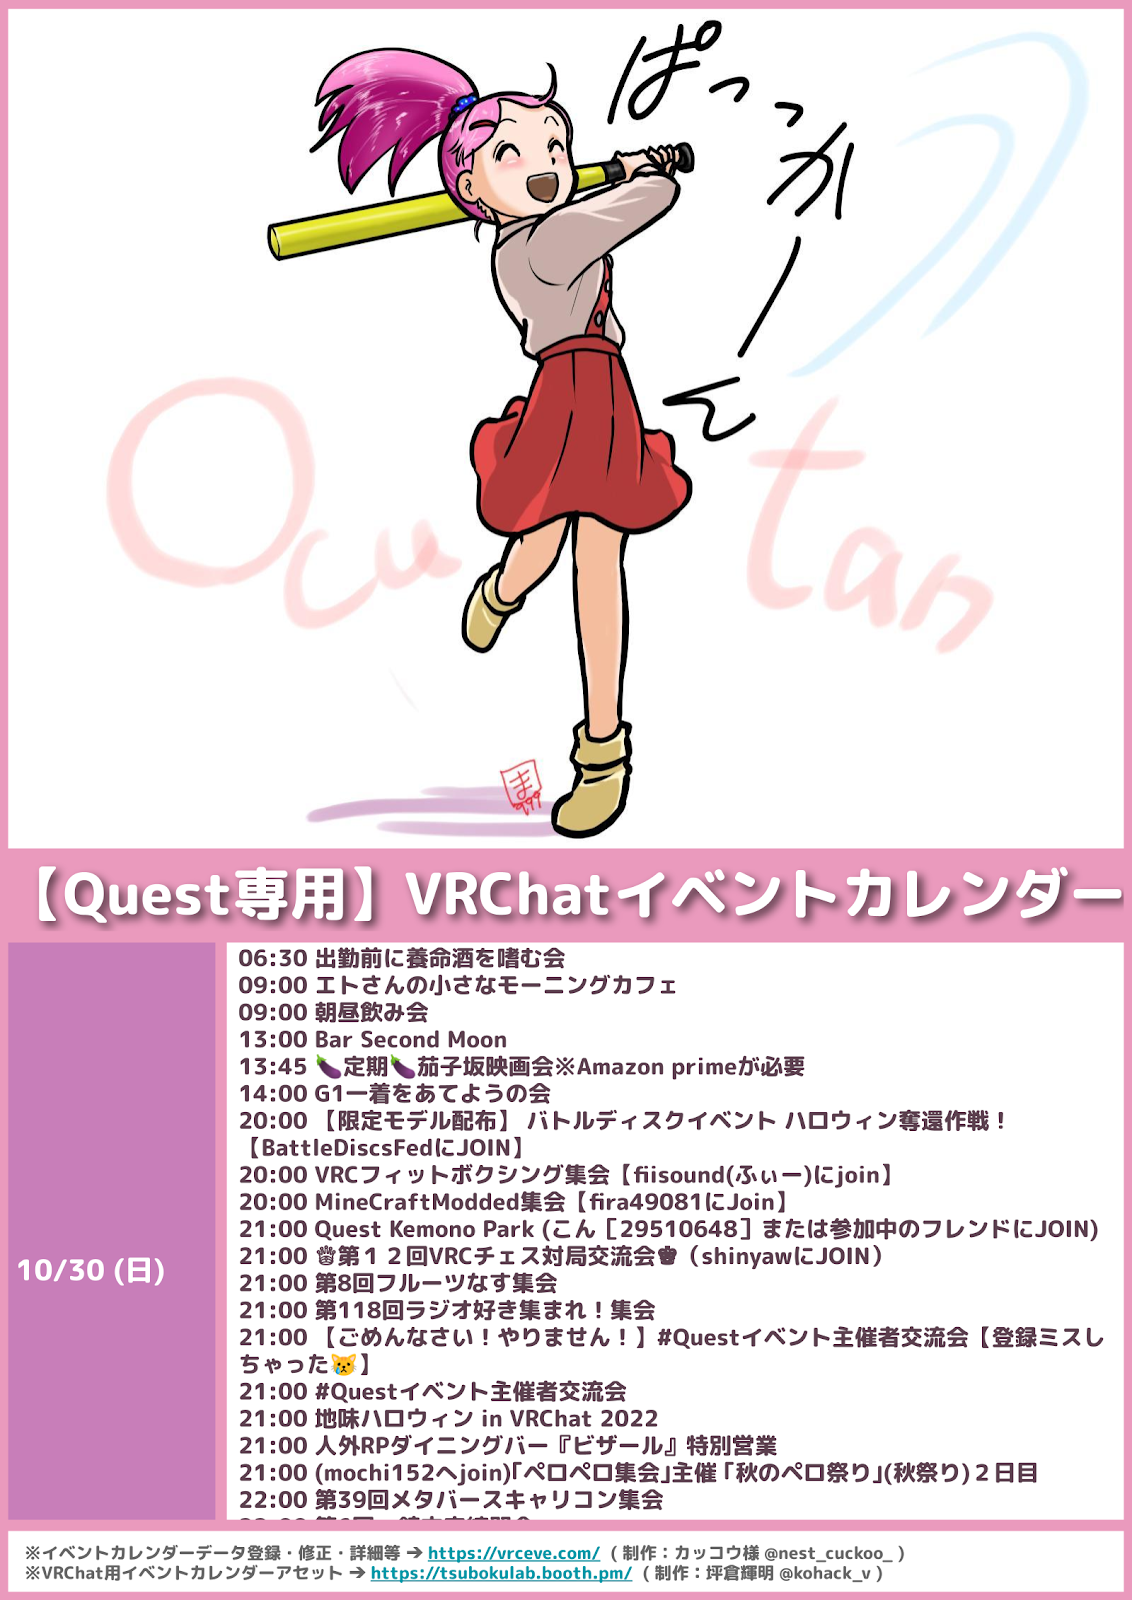 ぱっっかーん
Ocu tan
ま
999
【Quest専用】VRChatイベントカレンダー
10/30 (日)
06:30 出勤前に養命酒を嗜む会
09:00 エトさんの小さなモーニングカフェ
09:00 朝昼飲み会
13:00 Bar Second Moon
13:45 🍆定期🍆茄子坂映画会※Amazon primeが必要
14:00 G1一着をあてようの会
20:00 【限定モデル配布】 バトルディスクイベント ハロウィン奪還作戦！
【BattleDiscsFedにJOIN】
20:00 VRCフィットボクシング集会【fiisound(ふぃー)にjoin】
20:00 MineCraftModded集会【fira49081にJoin】
21:00 Quest Kemono Park (こん［29510648］または参加中のフレンドにJOIN)
21:00 ♕第１２回VRCチェス対局交流会♚（shinyawにJOIN）
21:00 第8回フルーツなす集会
21:00 第118回ラジオ好き集まれ！集会
21:00 【ごめんなさい！やりません！】#Questイベント主催者交流会【登録ミスし
ちゃった😿】
21:00 #Questイベント主催者交流会
21:00 地味ハロウィン in VRChat 2022
21:00 人外RPダイニングバー『ビザール』特別営業
21:00 (mochi152へjoin)「ペロペロ集会」主催「秋のペロ祭り」(秋祭り)２日目
22:00 第39回メタバースキャリコン集会
※イベントカレンダーデータ登録・修正・詳細等 ➔ https://vrceve.com/ ( 制作：カッコウ様 @nest_cuckoo_ )
※VRChat用イベントカレンダーアセット ➔ https://tsubokulab.booth.pm/ ( 制作：坪倉輝明 @kohack_v )